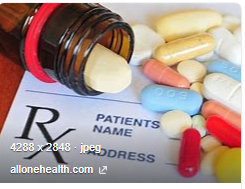 Rx
PATIENTS
NAME
ADDRESS
4288 x 2848 - jpeg
allonehealth.com